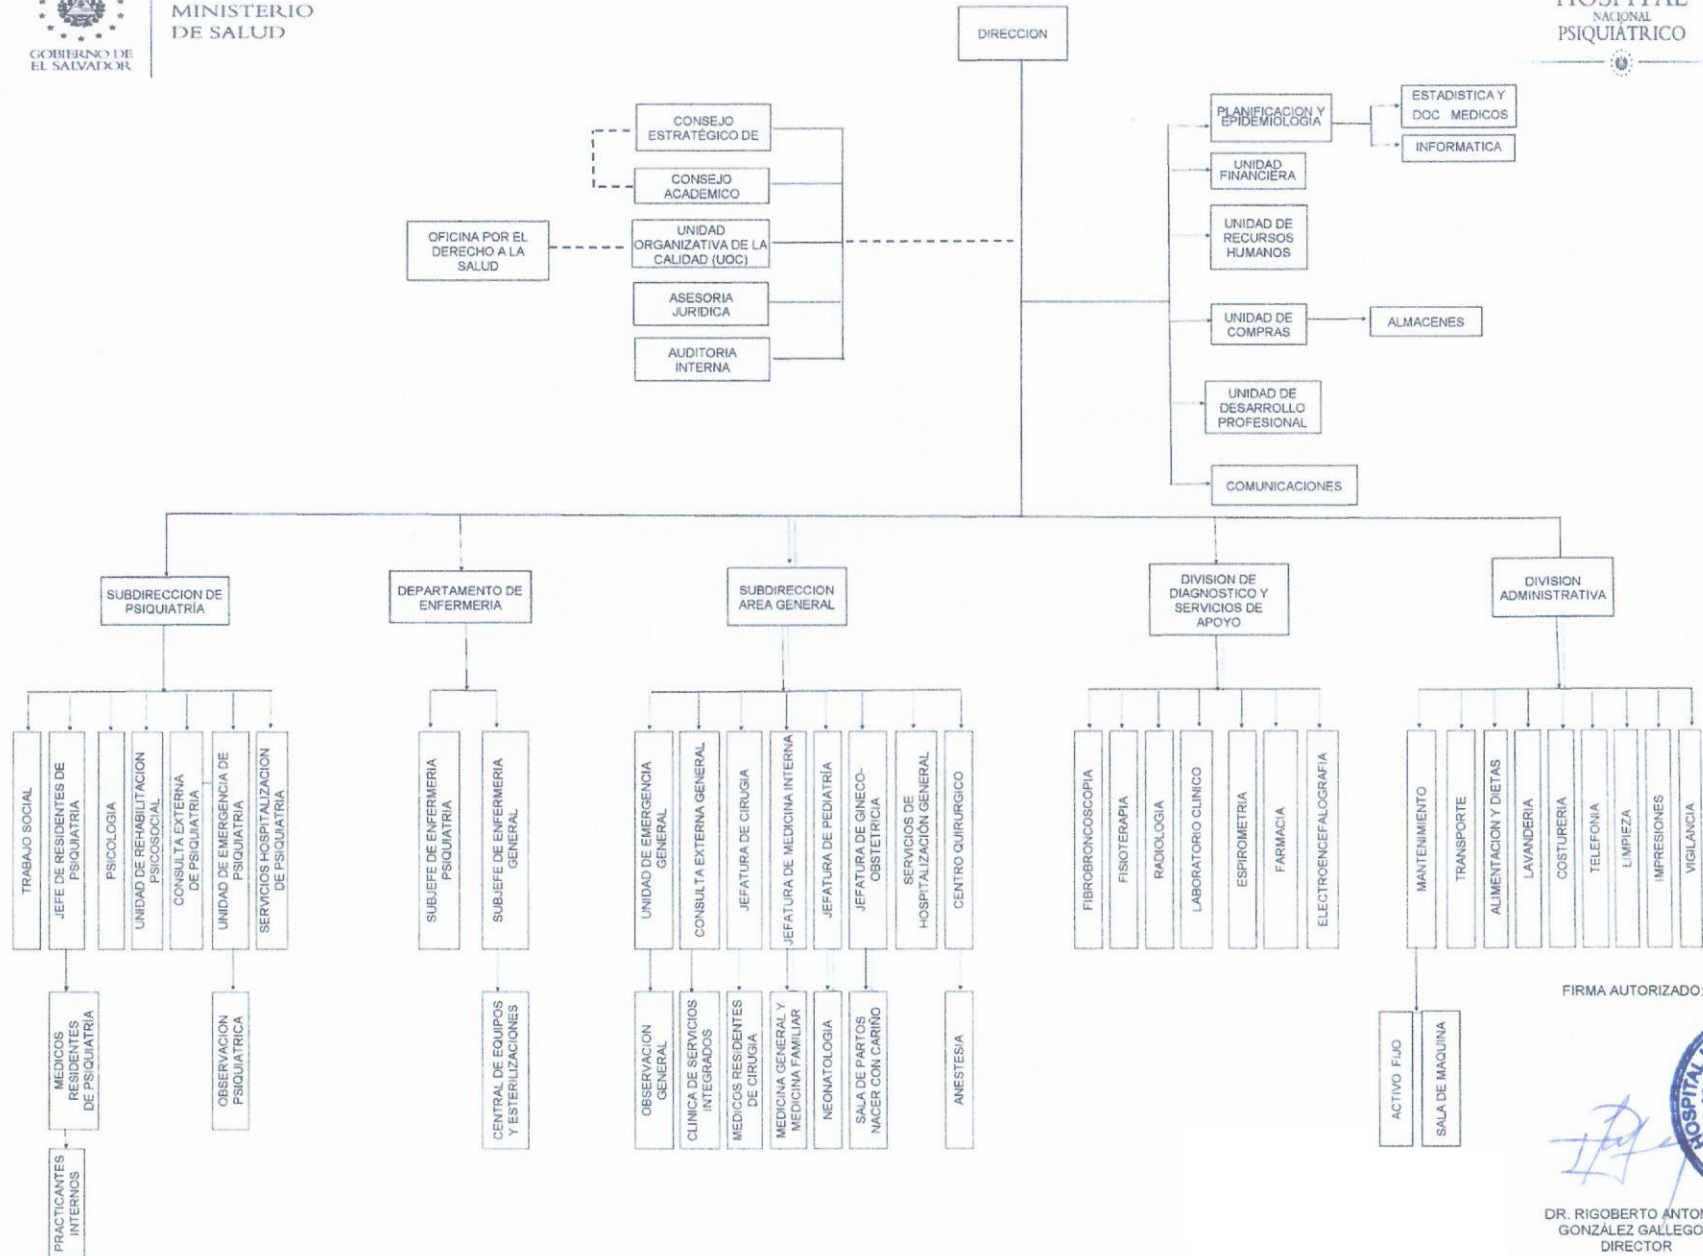 MINISTERIO
DE SALUD
GOBIERNO DE
EL SALVADOR
HOSPITAL
NACIONAL
PSIQUIÁTRICO
DIRECCION
CONSEJO
ESTRATÉGICO DE
CONSEJO
ACADEMICO
UNIDAD
ORGANIZATIVA DE LA
CALIDAD (UOC)
OFICINA POR EL
DERECHO A LA
SALUD
ASESORIA
JURIDICA
AUDITORIA
INTERNA
PLANIFICACION Y
EPIDEMIOLOGIA
ESTADISTICA Y
DOC MEDICOS
INFORMATICA
UNIDAD
FINANCIERA
UNIDAD DE
RECURSOS
HUMANOS
UNIDAD DE
COMPRAS
ALMACENES
UNIDAD DE
DESARROLLO
PROFESIONAL
COMUNICACIONES
SUBDIRECCION DE
PSIQUIATRÍA
DEPARTAMENTO DE
ENFERMERIA
SUBDIRECCION
AREA GENERAL
DIVISION DE
DIAGNOSTICO Y
SERVICIOS DE
APOYO
DIVISION
ADMINISTRATIVA
TRABAJO SOCIAL
JEFE DE RESIDENTES DE
PSIQUIATRIA
PSICOLOGIA
UNIDAD DE REHABILITACION
PSICOSOCIAL
CONSULTA EXTERNA
DE PSIQUIATRIA
UNIDAD DE EMERGENCIA DE
PSIQUIATRIA
SERVICIOS HOSPITALIZACION
DE PSIQUIATRIA
SUBJEFE DE ENFERMERIA
PSIQUIATRIA
SUBJEFE DE ENFERMERIA
GENERAL
UNIDAD DE EMERGENCIA
GENERAL
CONSULTA EXTERNA GENERAL
JEFATURA DE CIRUGIA
JEFATURA DE MEDICINA INTERNA
JEFATURA DE PEDIATRÍA
JEFATURA DE GINECO-
OBSTETRICIA
SERVICIOS DE
HOSPITALIZACIÓN GENERAL
CENTRO QUIRURGICO
FIBROBRONCOSCOPIA
FISIOTERAPIA
RADIOLOGIA
LABORATORIO CLINICO
ESPIROMETRIA
FARMACIA
ELECTROENCEFALOGRAFIA
MANTENIMIENTO
TRANSPORTE
ALIMENTACION Y DIETAS
LAVANDERIA
COSTURERIA
TELEFONIA
LIMPIEZA
IMPRESIONES
VIGILANCIA
MEDICOS
RESIDENTES
DE PSIQUIATRÍA
OBSERVACION
PSIQUIATRICA
CENTRAL DE EQUIPOS
Y ESTERILIZACIONES
OBSERVACION
GENERAL
CLINICA DE SERVICIOS
INTEGRADOS
MEDICOS RESIDENTES
DE CIRUGIA
MEDICINA GENERAL Y
MEDICINA FAMILIAR
NEONATOLOGIA
SALA DE PARTOS
NACER CON CARIÑO
ANESTESIA
ACTIVO FIJO
SALA DE MAQUINA
PRACTICANTES
INTERNOS
FIRMA AUTORIZADO:
HOSPITAL
DR. RIGOBERTO ANTON
GONZÁLEZ GALLEGO
DIRECTOR